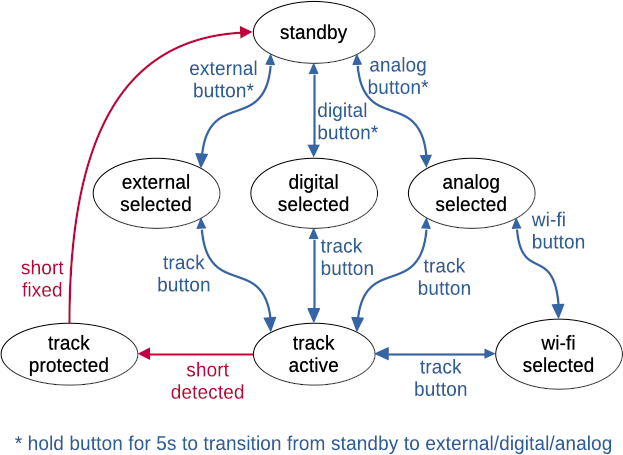 standby
external
button*
analog
button*
digital
button*
external
selected
digital
selected
analog
selected
wi-fi
button
track
button
track
button
track
button
short
fixed
track
protected
short
detected
track
active
track
button
wi-fi
selected
* hold button for 5s to transition from standby to external/digital/analog